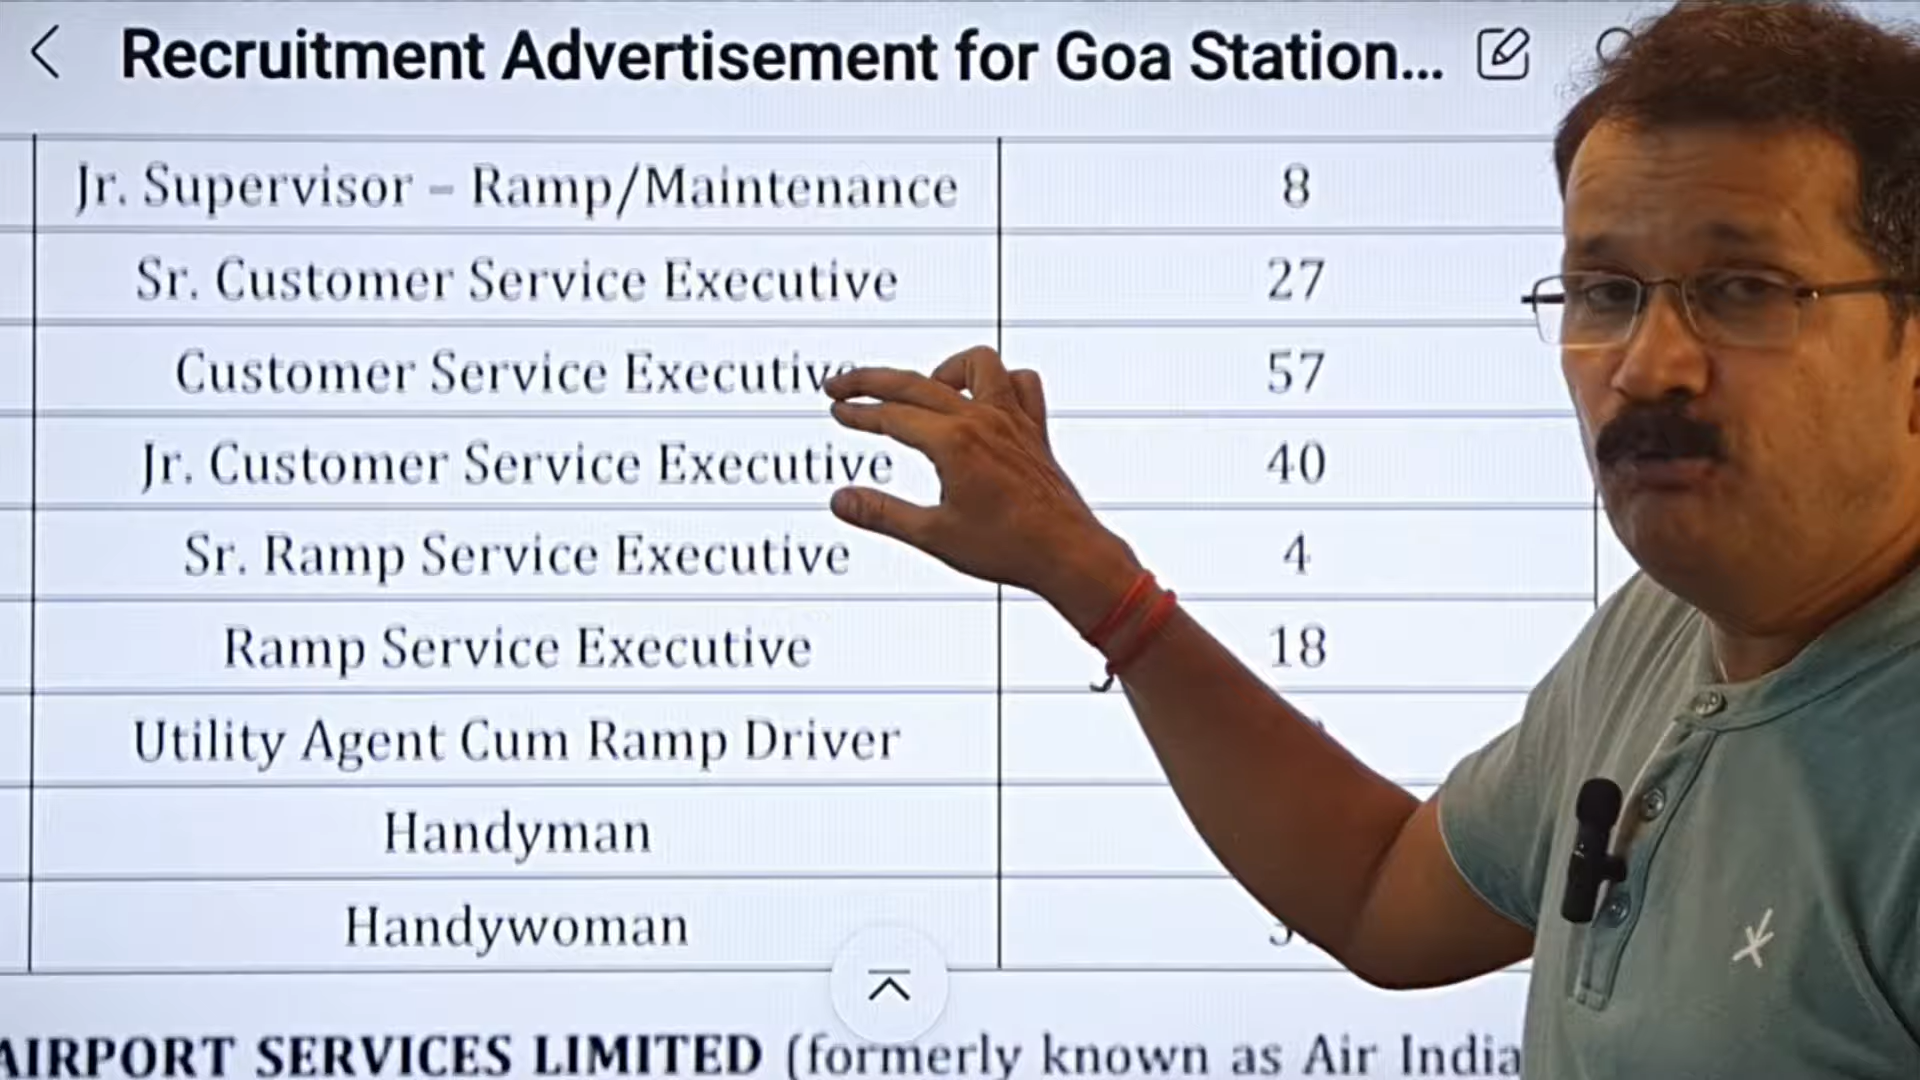 Recruitment Advertisement for Goa Station...
Jr. Supervisor – Ramp/Maintenance 8
Sr. Customer Service Executive 27
Customer Service Executive 57
Jr. Customer Service Executive 40
Sr. Ramp Service Executive 4
Ramp Service Executive 18
Utility Agent Cum Ramp Driver
Handyman
Handywoman
AIRPORT SERVICES LIMITED (formerly known as Air India